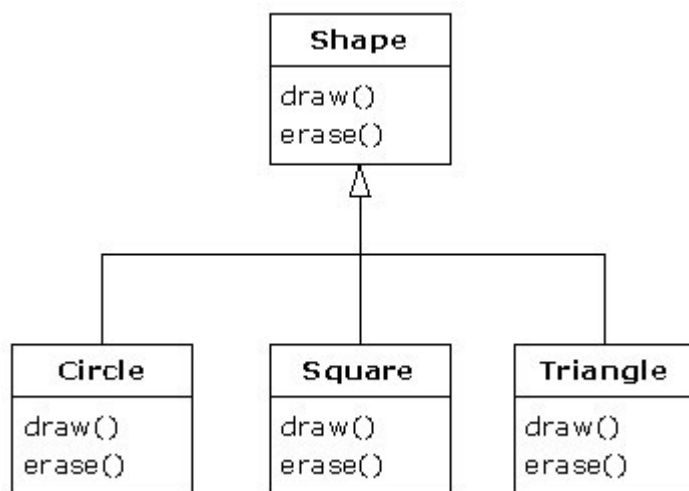 Shape
draw()
erase()
Circle
draw()
erase()
Square
draw()
erase()
Triangle
draw()
erase()